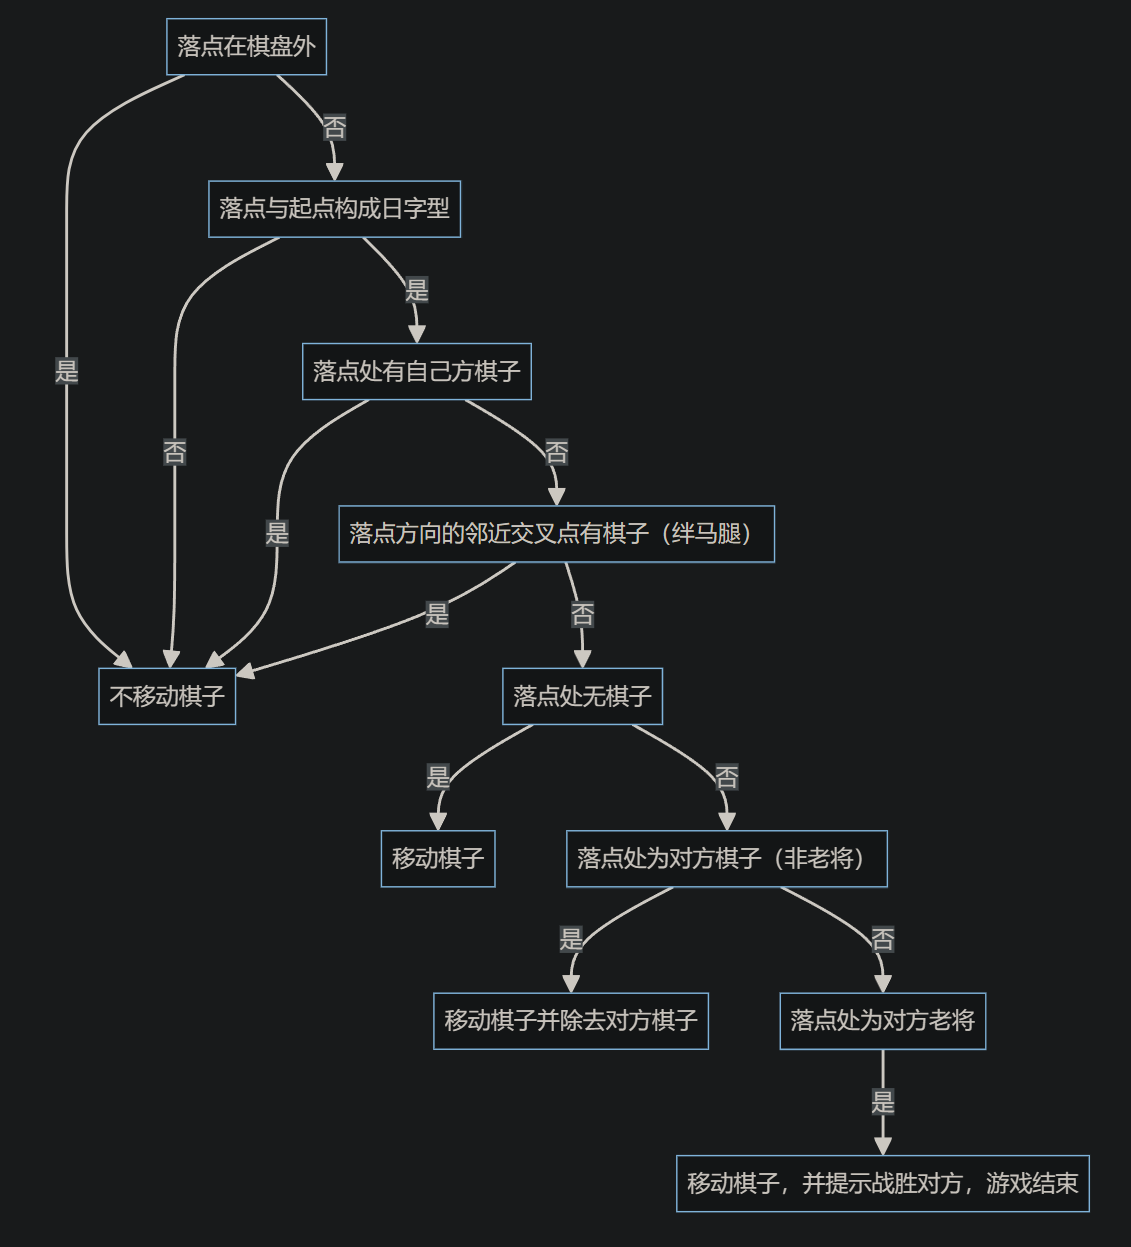 落点在棋盘外
否
落点与起点构成日字型
是
落点处有自己方棋子
是
否
否
落点方向的邻近交叉点有棋子（绊马腿）
是
是
否
不移动棋子
落点处无棋子
是
否
移动棋子
落点处为对方棋子（非老将）
是
否
移动棋子并除去对方棋子
落点处为对方老将
是
移动棋子，并提示战胜对方，游戏结束